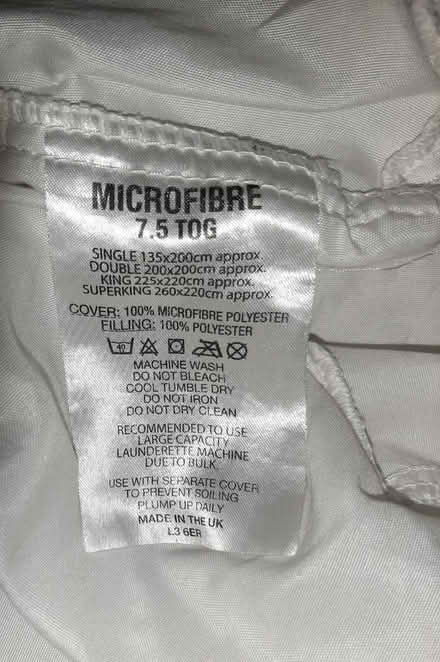 MICROFIBRE
7.5 TOG
SINGLE 135x200cm approx.
DOUBLE 200x200cm approx.
KING 225x220cm approx.
SUPERKING 260x220cm approx.
COVER: 100% MICROFIBRE POLYESTER
FILLING: 100% POLYESTER
40
MACHINE WASH
DO NOT BLEACH
COOL TUMBLE DRY
DO NOT IRON
DO NOT DRY CLEAN
RECOMMENDED TO USE
LARGE CAPACITY
LAUNDERETTE MACHINE
DUE TO BULK
USE WITH SEPARATE COVER
TO PREVENT SOILING
PLUMP UP DAILY
MADE IN THE UK
L3 6ER